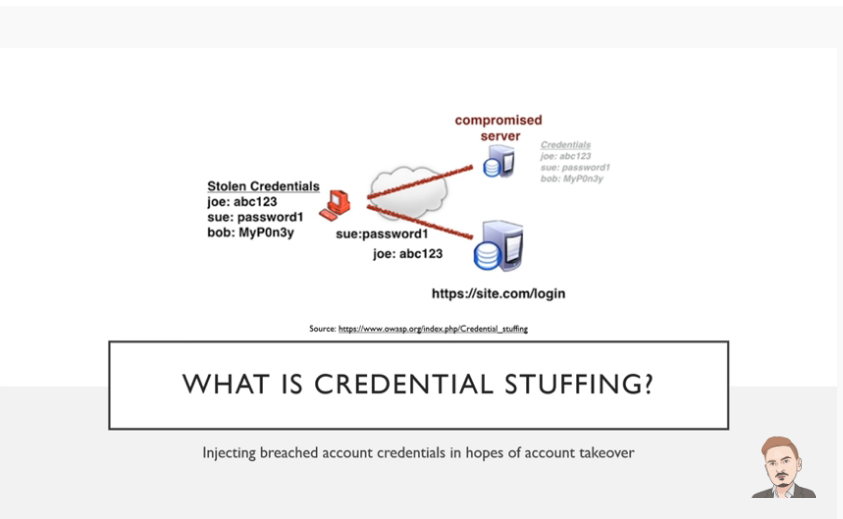 compromised
server
Credentials
joe: abc123
sue: password1
bob: MyP0n3y
Stolen Credentials
joe: abc123
sue: password1
bob: MyP0n3y
sue:password1
joe: abc123
https://site.com/login
Source: https://www.owasp.org/index.php/Credential_stuffing
WHAT IS CREDENTIAL STUFFING?
Injecting breached account credentials in hopes of account takeover